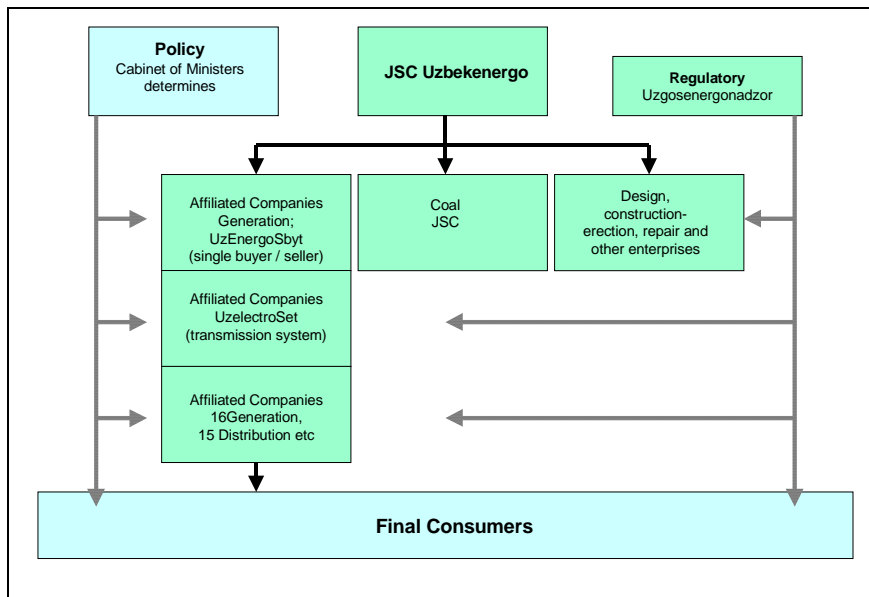 Policy
Cabinet of Ministers
determines
JSC Uzbekenergo
Regulatory
Uzgosenergonadzor
Affiliated Companies
Generation;
UzEnergoSbyt
(single buyer / seller)
Coal
JSC
Design,
construction-
erection, repair and
other enterprises
Affiliated Companies
UzelectroSet
(transmission system)
Affiliated Companies
16Generation,
15 Distribution etc
Final Consumers